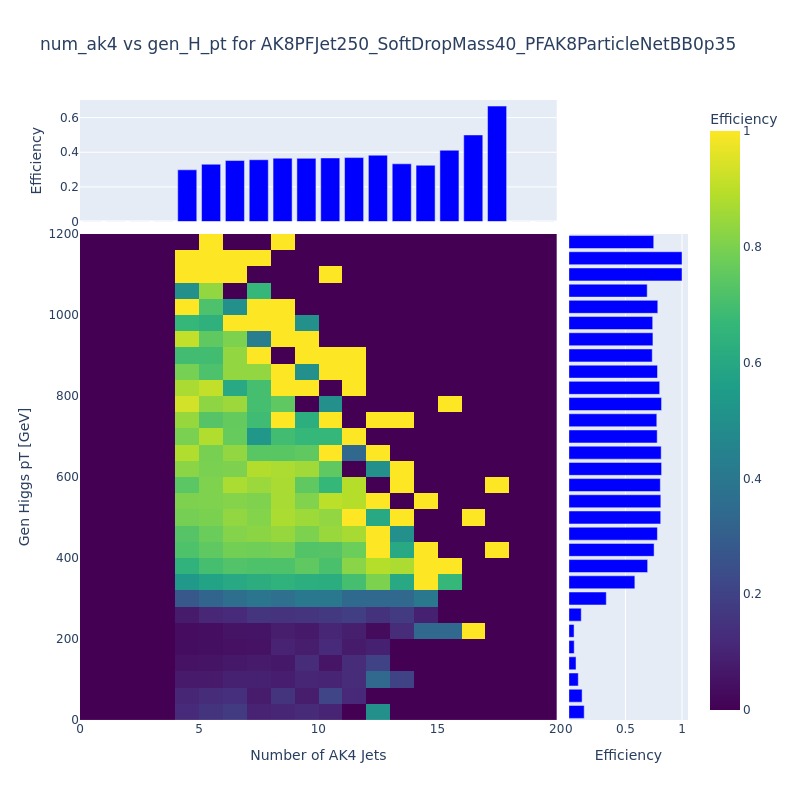 num_ak4 vs gen_H_pt for AK8PFJet250_SoftDropMass40_PFAK8ParticleNetBB0p35
Efficiency
0.6
0.4
0.2
0
Efficiency
1
0.8
0.6
0.4
0.2
0
Gen Higgs pT [GeV]
1200
1000
800
600
400
200
0
0 5 10 15 20
Number of AK4 Jets
0 0.5 1
Efficiency